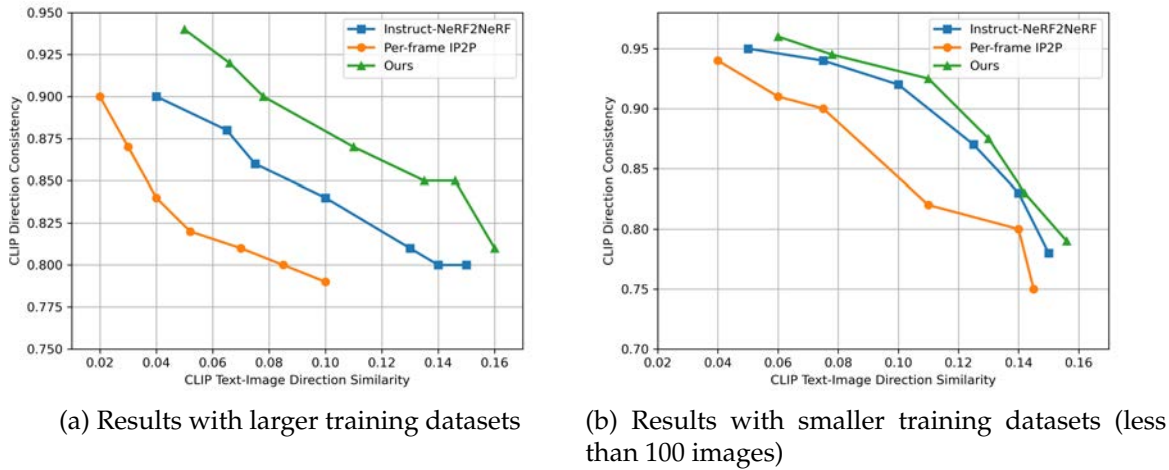 0.950
0.925
0.900
0.875
0.850
0.825
0.800
0.775
0.750
CLIP Direction Consistency
Instruct-NeRF2NeRF
Per-frame IP2P
Ours
0.02 0.04 0.06 0.08 0.10 0.12 0.14 0.16
CLIP Text-Image Direction Similarity
(a) Results with larger training datasets
0.95
0.90
0.85
0.80
0.75
0.70
CLIP Direction Consistency
Instruct-NeRF2NeRF
Per-frame IP2P
Ours
0.02 0.04 0.06 0.08 0.10 0.12 0.14 0.16
CLIP Text-Image Direction Similarity
(b) Results with smaller training datasets (less
than 100 images)